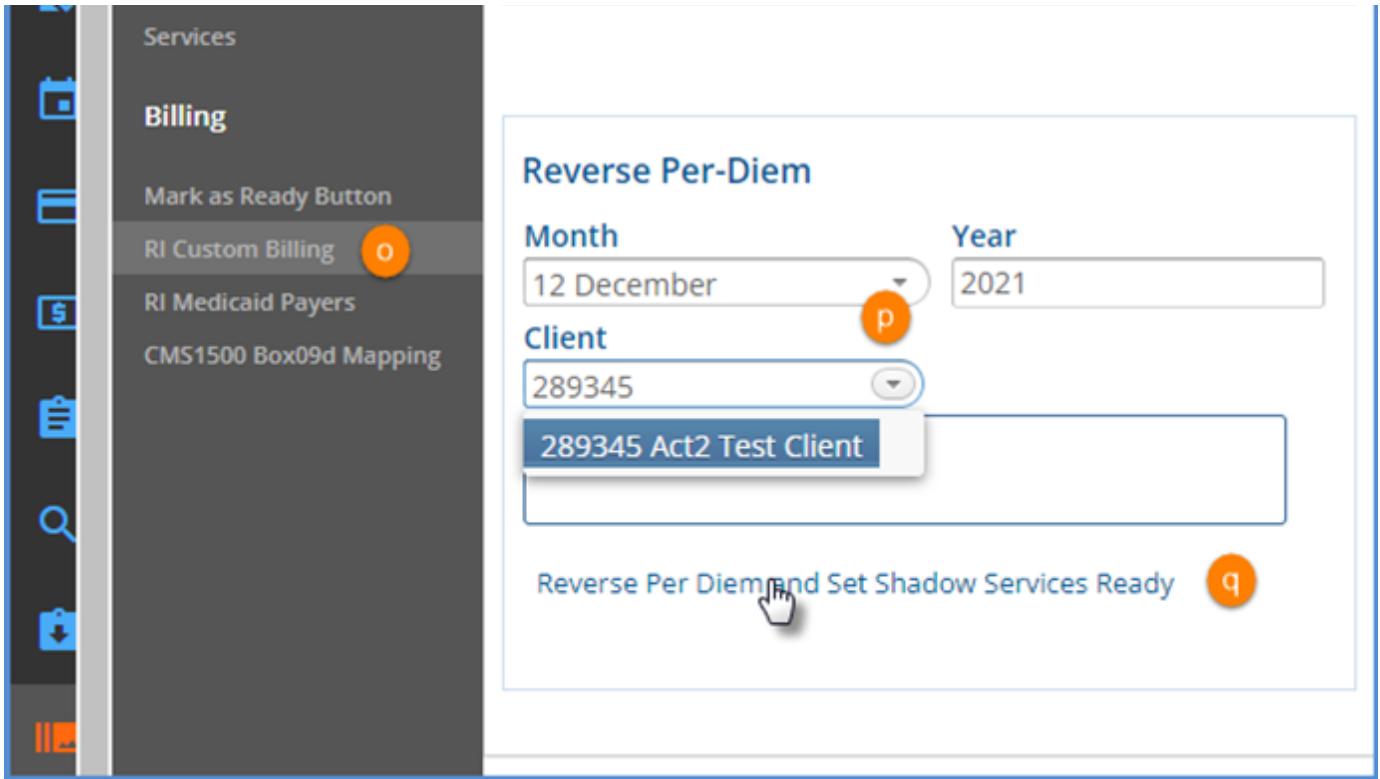 Services
Billing
Mark as Ready Button
RI Custom Billing o
RI Medicaid Payers
CMS1500 Box09d Mapping
Reverse Per-Diem
Month Year
12 December 2021
p
Client
289345
289345 Act2 Test Client
Reverse Per Diem and Set Shadow Services Ready q